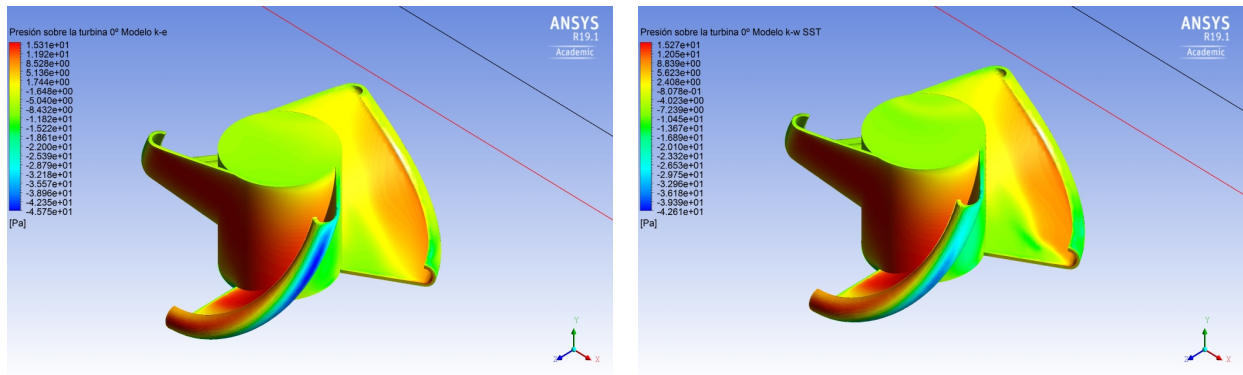 Presión sobre la turbina 0º Modelo k-e
1.531e+01
1.192e+01
8.528e+00
5.136e+00
1.744e+00
-1.648e+00
-5.040e+00
-8.432e+00
-1.182e+01
-1.522e+01
-1.861e+01
-2.200e+01
-2.539e+01
-2.879e+01
-3.218e+01
-3.557e+01
-3.896e+01
-4.235e+01
-4.575e+01
[Pa]
ANSYS
R19.1
Academic
Y
Z
X
Presión sobre la turbina 0º Modelo k-w SST
1.527e+01
1.205e+01
8.839e+00
5.623e+00
2.408e+00
-8.078e-01
-4.023e+00
-7.239e+00
-1.045e+01
-1.367e+01
-1.689e+01
-2.010e+01
-2.332e+01
-2.653e+01
-2.975e+01
-3.296e+01
-3.618e+01
-3.939e+01
-4.261e+01
[Pa]
ANSYS
R19.1
Academic
Y
Z
X